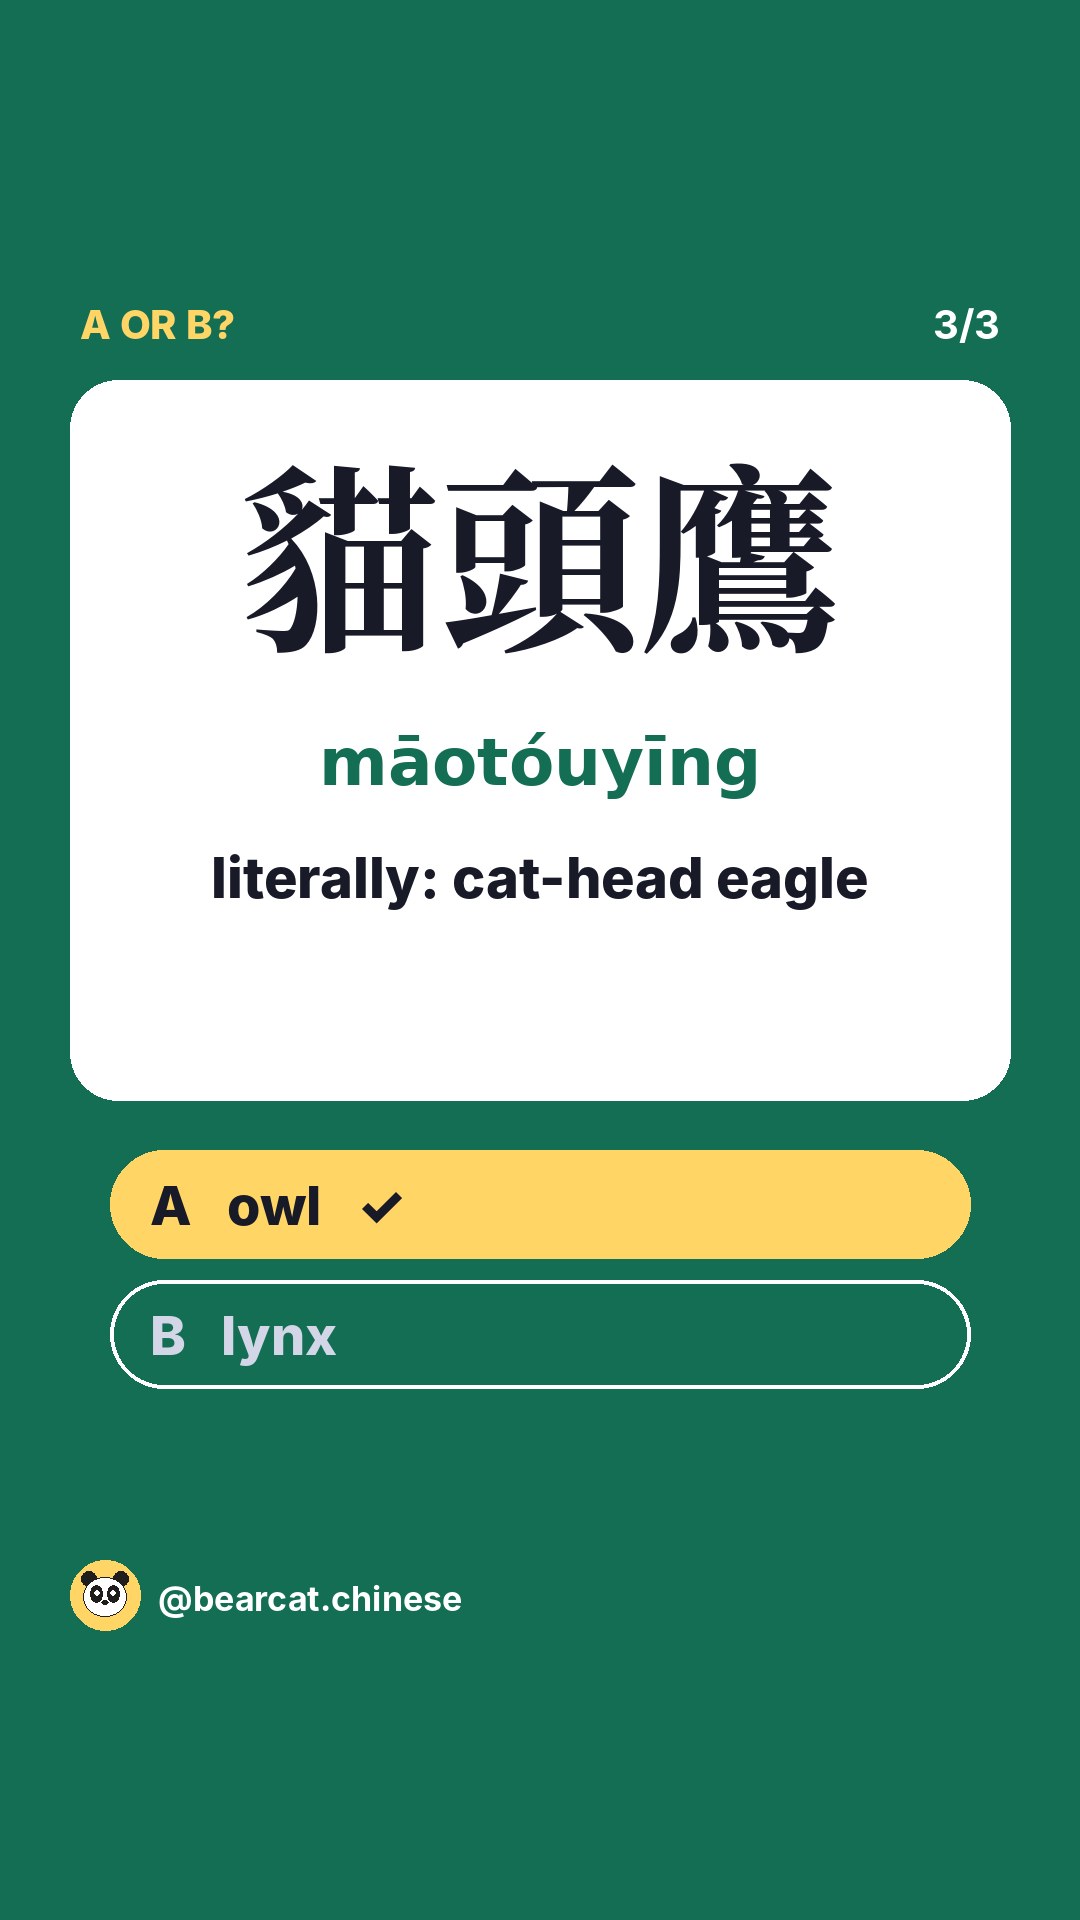 A OR B?
3/3
貓頭鷹
māotóuyīng
literally: cat-head eagle
A owl ✓
B lynx
@bearcat.chinese